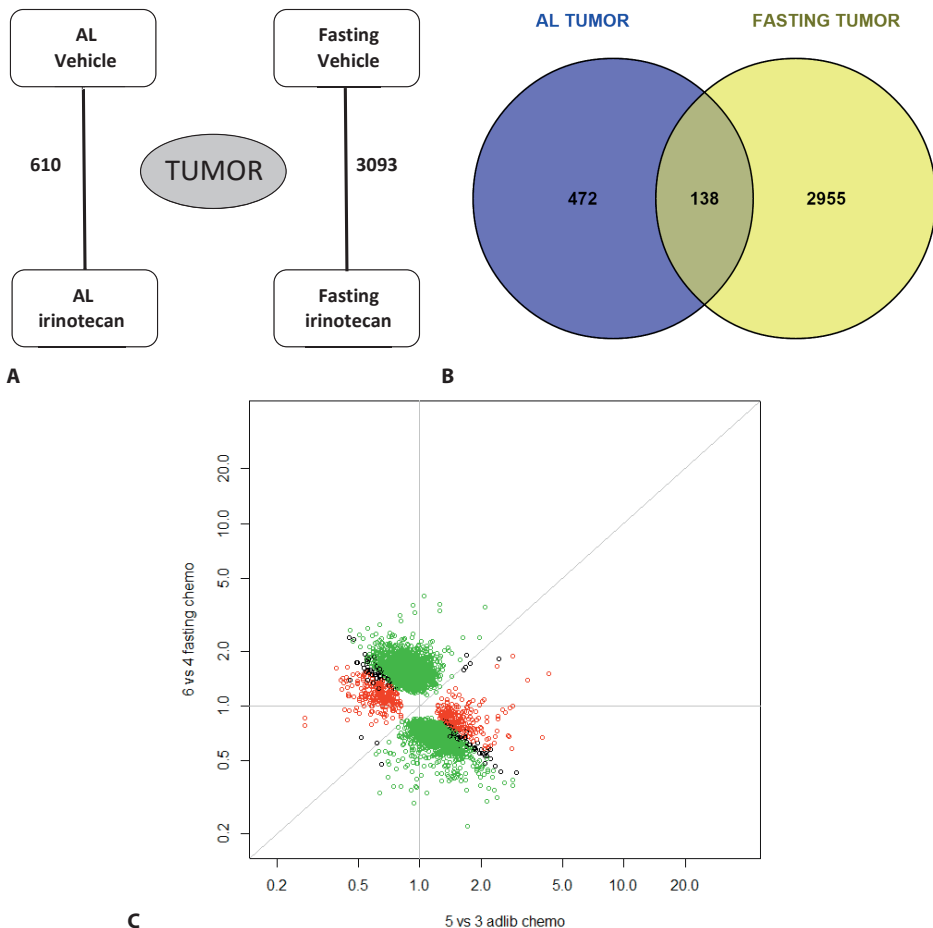 AL
Vehicle
Fasting
Vehicle
610
TUMOR
3093
AL
irinotecan
Fasting
irinotecan
A
AL TUMOR
FASTING TUMOR
472
138
2955
B
6 vs 4 fasting chemo
20.0
10.0
5.0
2.0
1.0
0.5
0.2
0.2
0.5
1.0
2.0
5.0
10.0
20.0
5 vs 3 adlib chemo
C